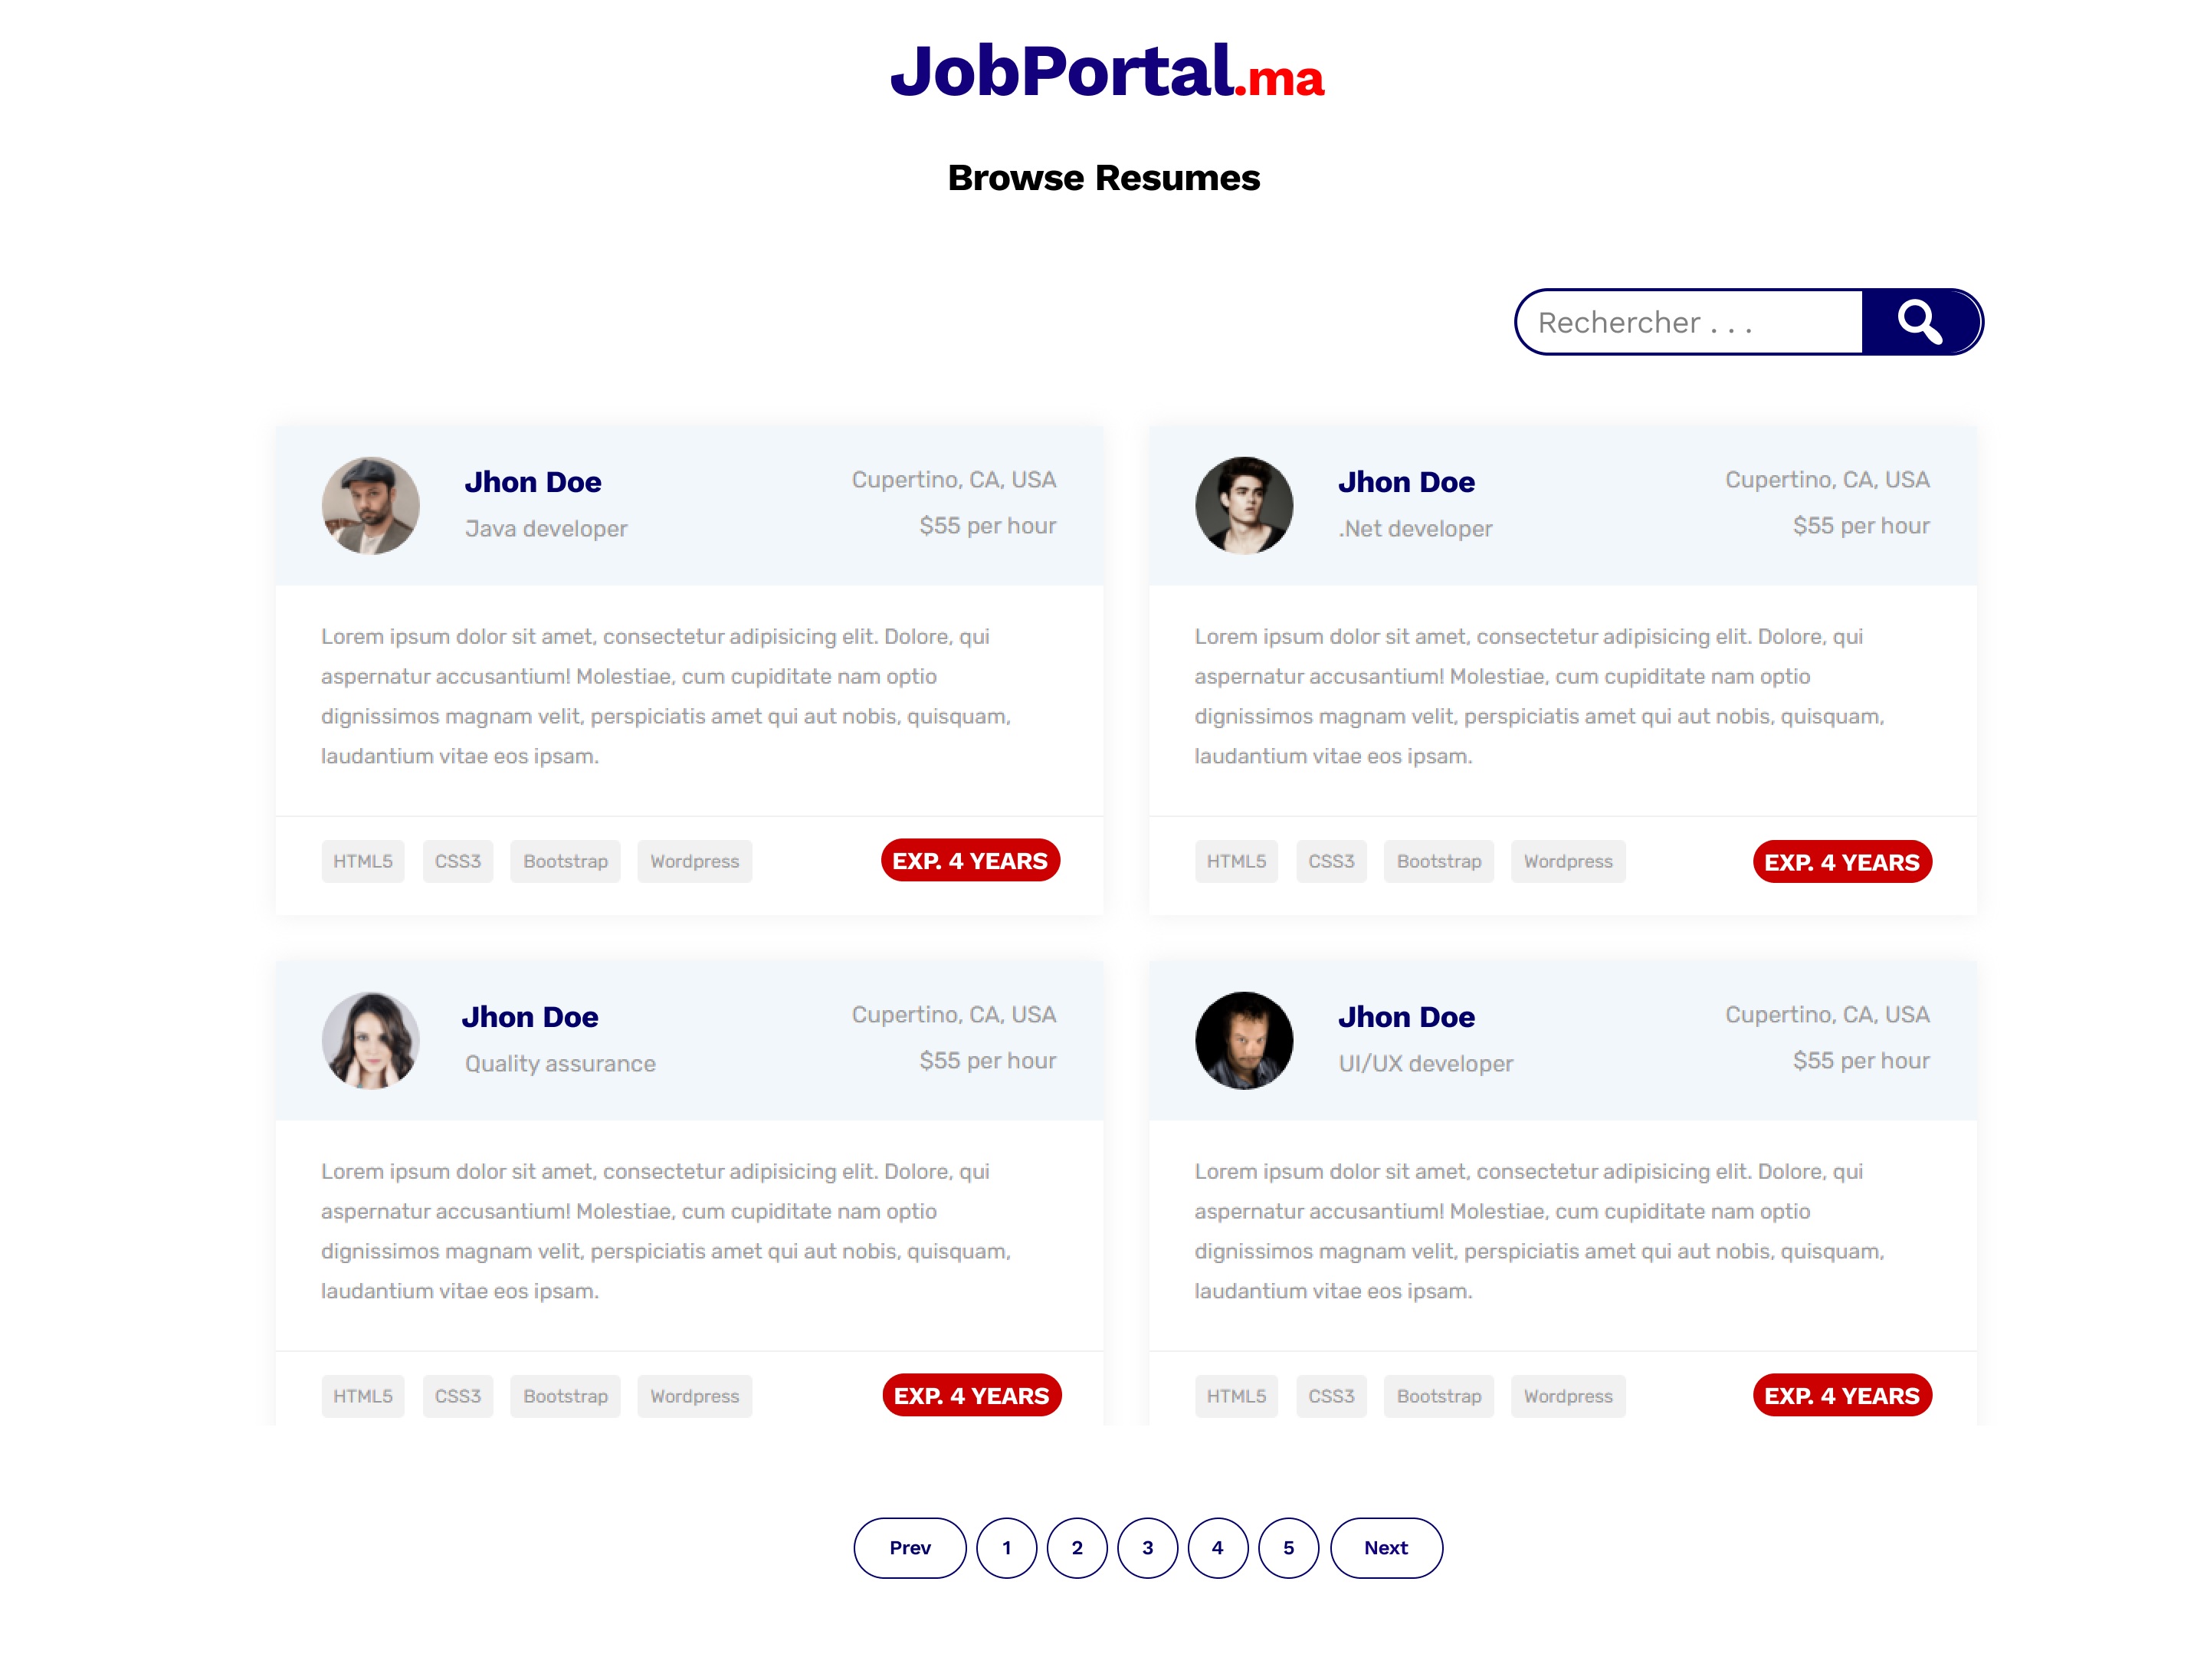 JobPortal.ma
Browse Resumes
Rechercher . . .
Jhon Doe
Java developer
Cupertino, CA, USA
$55 per hour
Lorem ipsum dolor sit amet, consectetur adipisicing elit. Dolore, qui
aspernatur accusantium! Molestiae, cum cupiditate nam optio
dignissimos magnam velit, perspiciatis amet qui aut nobis, quisquam,
laudantium vitae eos ipsam.
HTML5 CSS3 Bootstrap Wordpress EXP. 4 YEARS
Jhon Doe
.Net developer
Cupertino, CA, USA
$55 per hour
Lorem ipsum dolor sit amet, consectetur adipisicing elit. Dolore, qui
aspernatur accusantium! Molestiae, cum cupiditate nam optio
dignissimos magnam velit, perspiciatis amet qui aut nobis, quisquam,
laudantium vitae eos ipsam.
HTML5 CSS3 Bootstrap Wordpress EXP. 4 YEARS
Jhon Doe
Quality assurance
Cupertino, CA, USA
$55 per hour
Lorem ipsum dolor sit amet, consectetur adipisicing elit. Dolore, qui
aspernatur accusantium! Molestiae, cum cupiditate nam optio
dignissimos magnam velit, perspiciatis amet qui aut nobis, quisquam,
laudantium vitae eos ipsam.
HTML5 CSS3 Bootstrap Wordpress EXP. 4 YEARS
Jhon Doe
UI/UX developer
Cupertino, CA, USA
$55 per hour
Lorem ipsum dolor sit amet, consectetur adipisicing elit. Dolore, qui
aspernatur accusantium! Molestiae, cum cupiditate nam optio
dignissimos magnam velit, perspiciatis amet qui aut nobis, quisquam,
laudantium vitae eos ipsam.
HTML5 CSS3 Bootstrap Wordpress EXP. 4 YEARS
Prev 1 2 3 4 5 Next